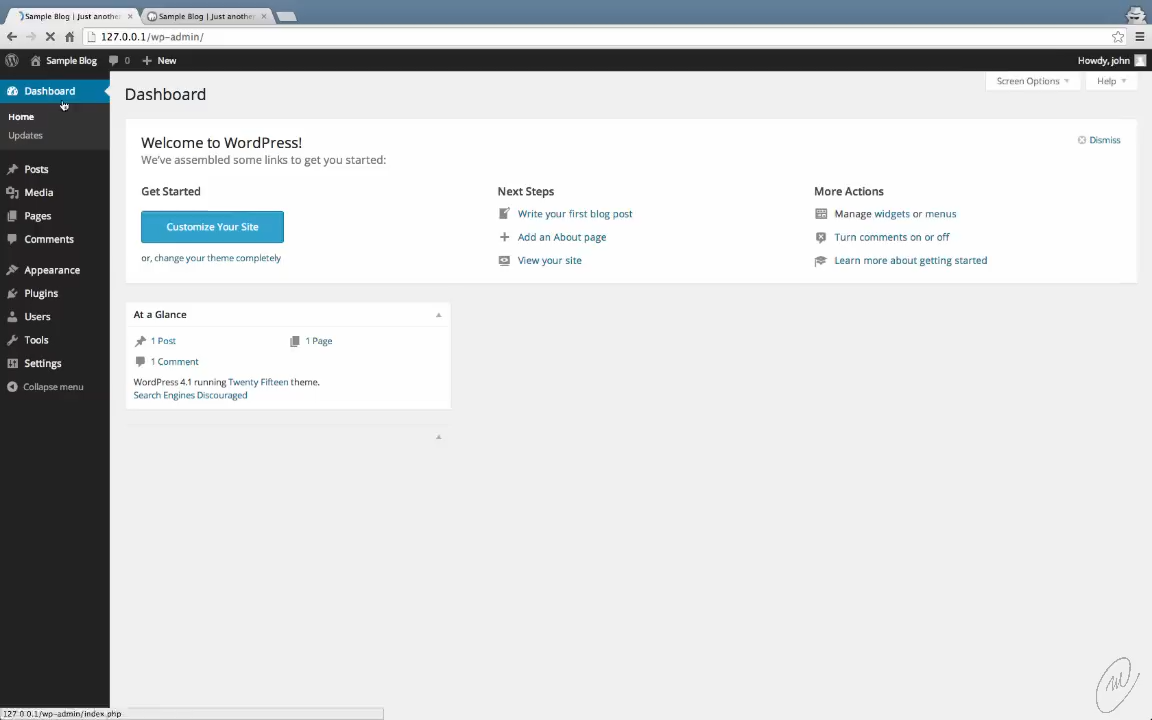 Sample Blog | Just another
Sample Blog | Just another
127.0.0.1/wp-admin/
Sample Blog
0
New
Howdy, john
Dashboard
Home
Updates
Posts
Media
Pages
Comments
Appearance
Plugins
Users
Tools
Settings
Collapse menu
Screen Options
Help
Dashboard
Welcome to WordPress!
We've assembled some links to get you started:
Dismiss
Get Started
Customize Your Site
or, change your theme completely
Next Steps
Write your first blog post
Add an About page
View your site
More Actions
Manage widgets or menus
Turn comments on or off
Learn more about getting started
At a Glance
1 Post
1 Page
1 Comment
WordPress 4.1 running Twenty Fifteen theme.
Search Engines Discouraged
127.0.0.1/wp-admin/index.php